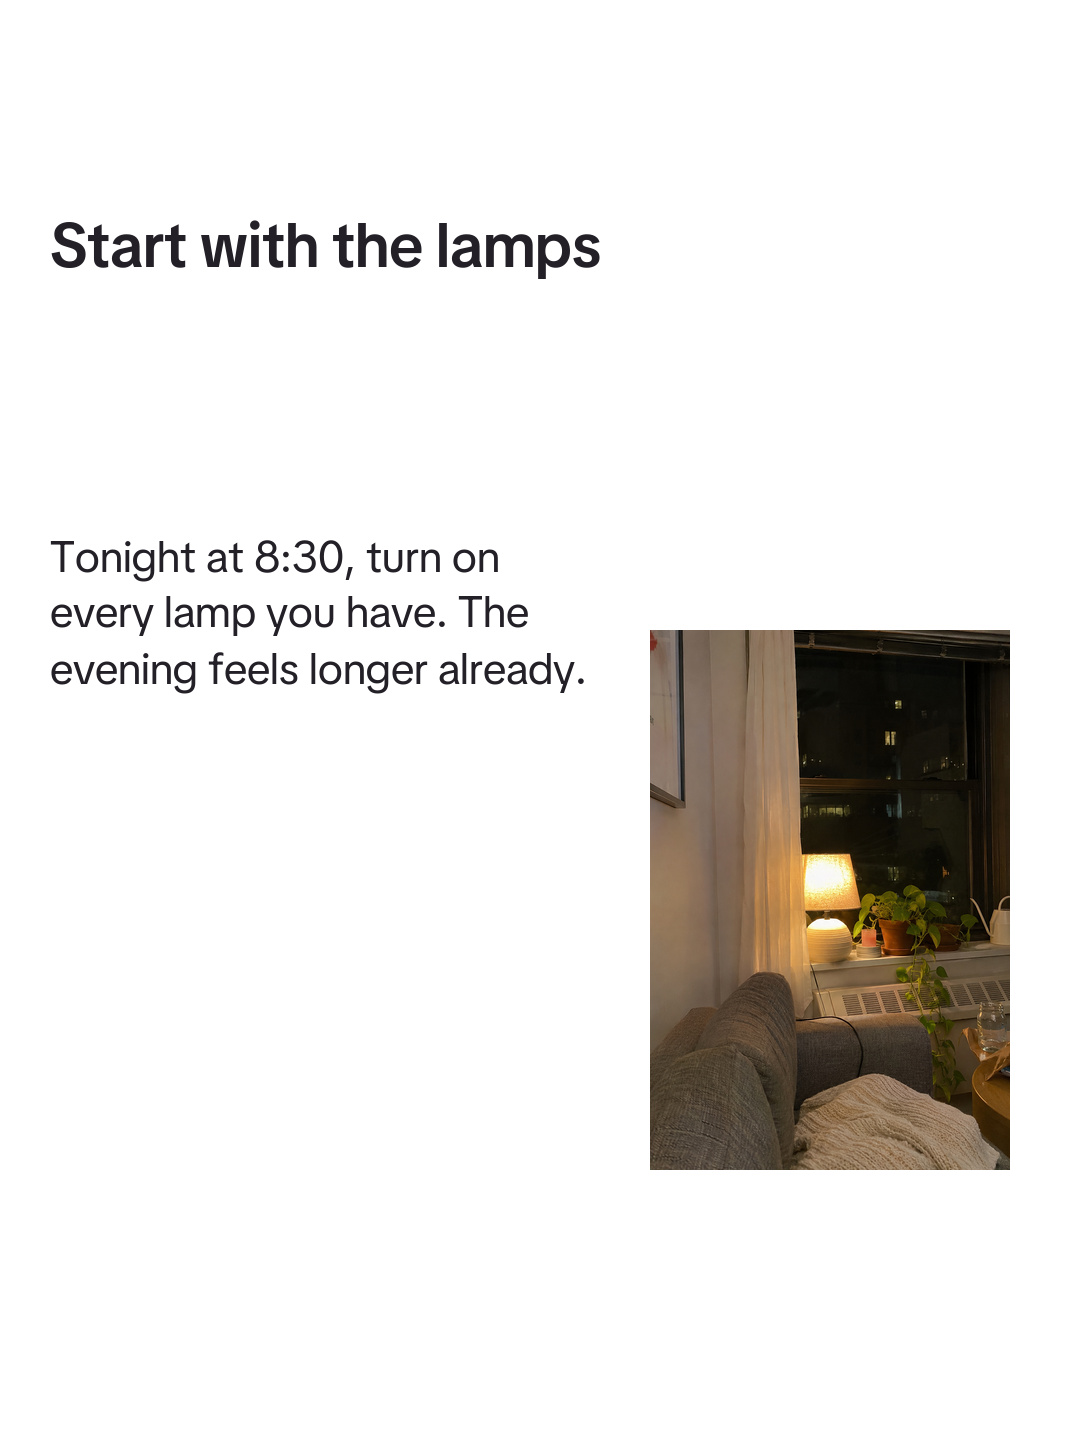 Start with the lamps
Tonight at 8:30, turn on
every lamp you have. The
evening feels longer already.